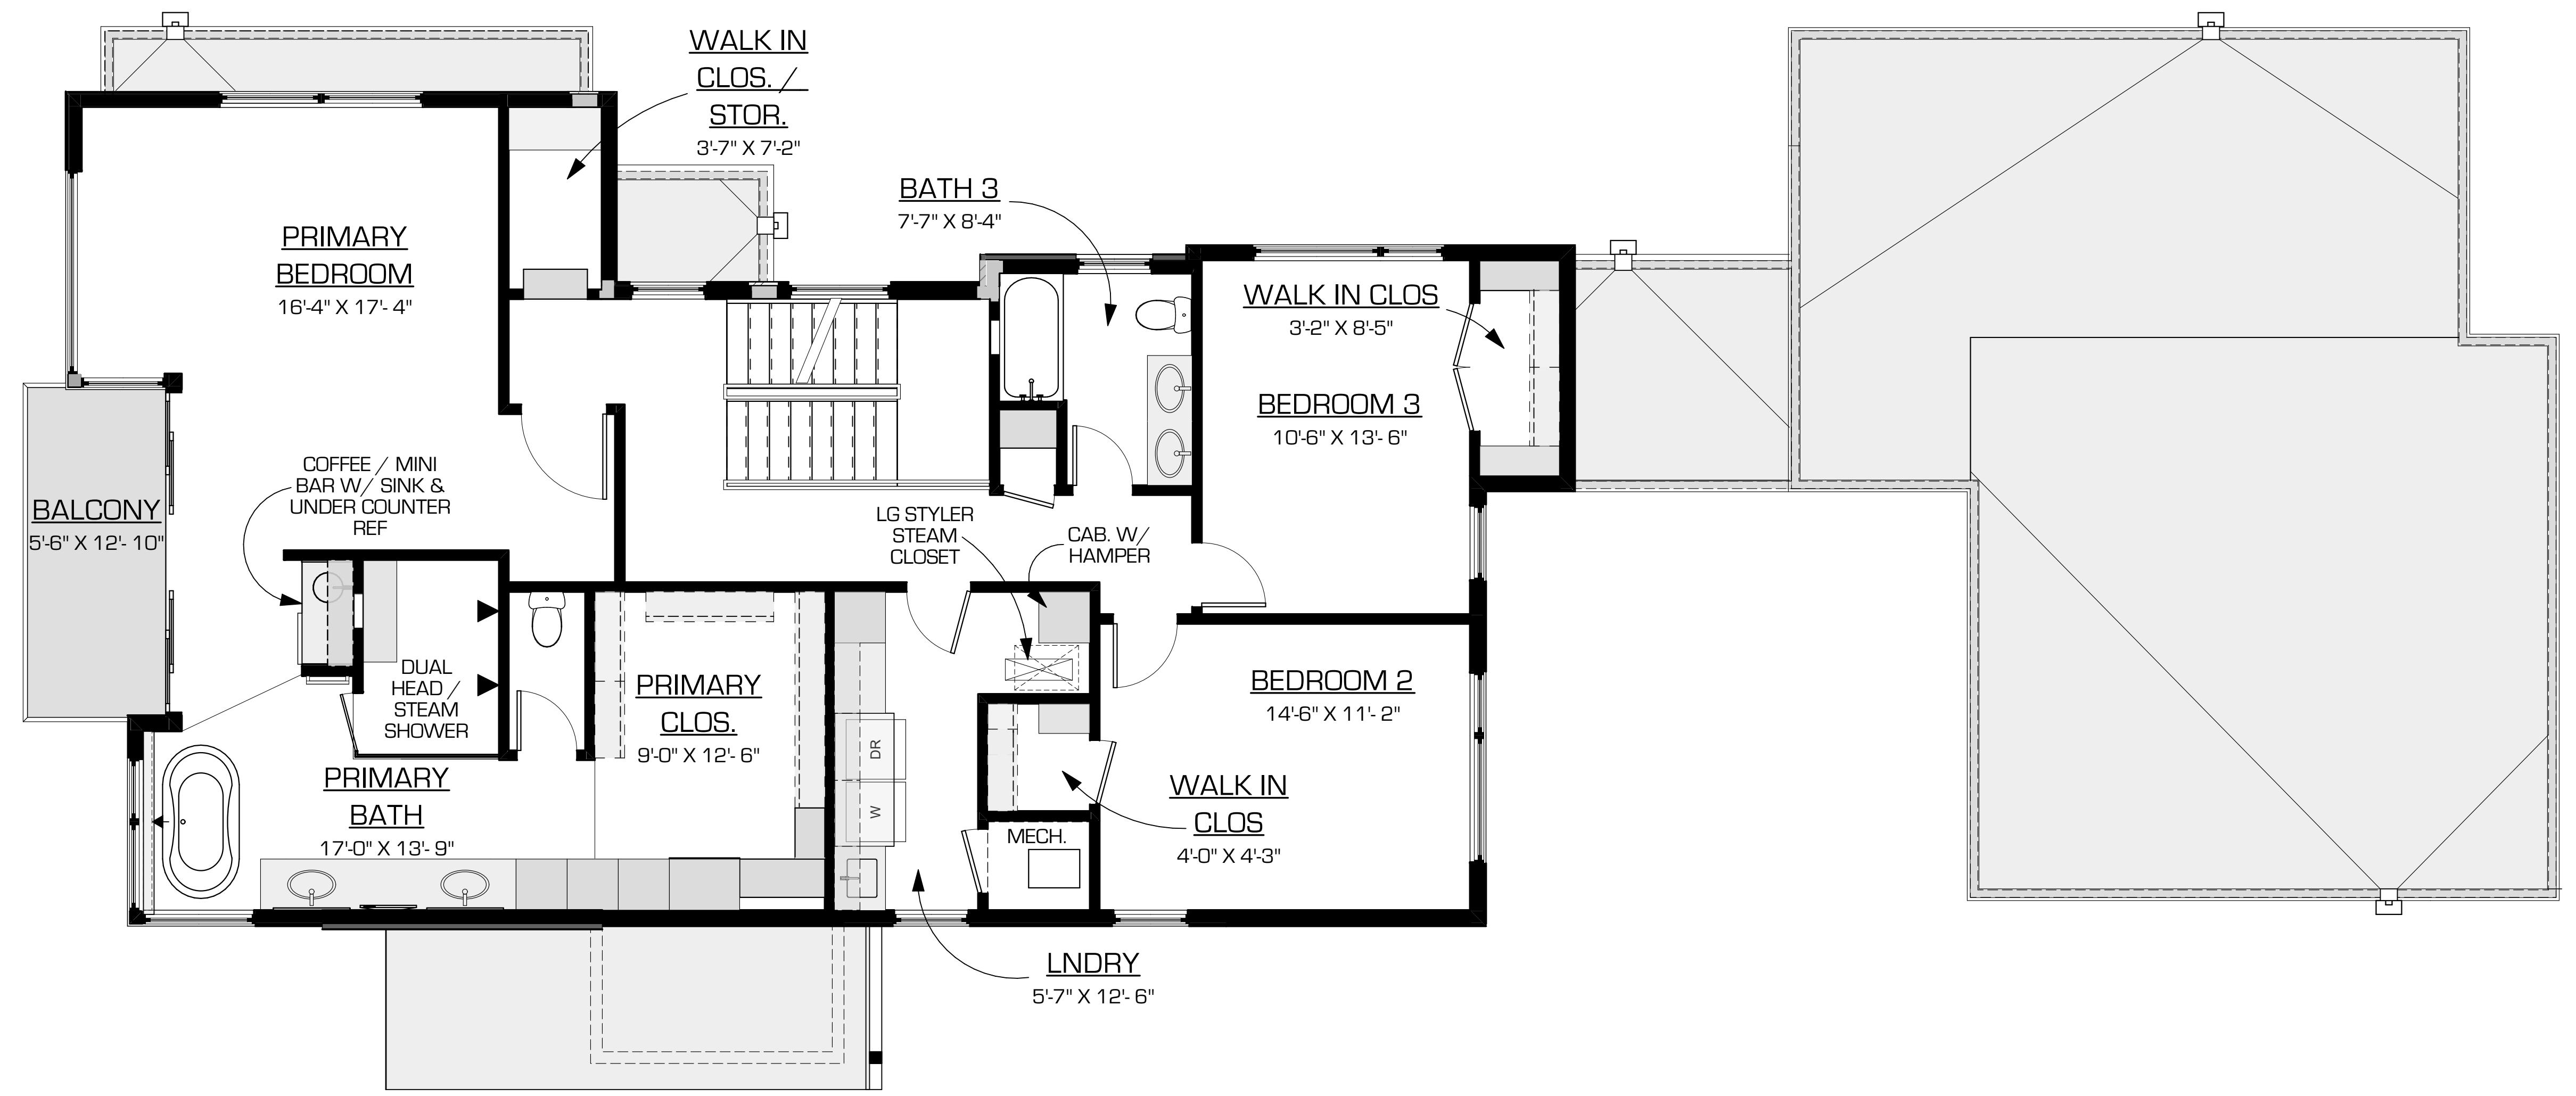 WALK IN
CLOS. /
STOR.
3'-7" X 7'-2"
BATH 3
7'-7" X 8'-4"
PRIMARY
BEDROOM
16'-4" X 17'- 4"
WALK IN CLOS
3'-2" X 8'-5"
BEDROOM 3
10'-6" X 13'- 6"
COFFEE / MINI
BAR W/ SINK &
UNDER COUNTER
REF
BALCONY
5'-6" X 12'- 10"
LG STYLER
STEAM
CLOSET
CAB. W/
HAMPER
DUAL
HEAD /
STEAM
SHOWER
PRIMARY
CLOS.
9'-0" X 12'- 6"
BEDROOM 2
14'-6" X 11'- 2"
DR
W
PRIMARY
BATH
17'-0" X 13'- 9"
WALK IN
CLOS
4'-0" X 4'-3"
MECH.
LNDRY
5'-7" X 12'- 6"